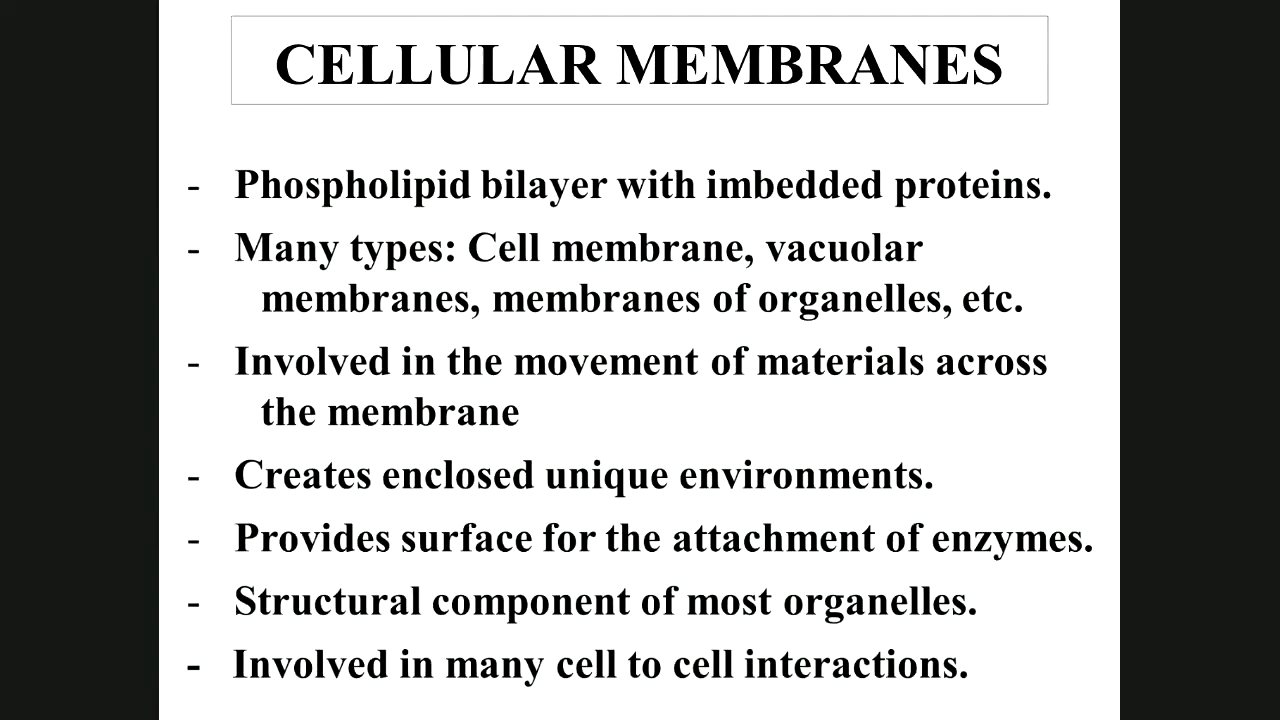 CELLULAR MEMBRANES
- Phospholipid bilayer with imbedded proteins.
- Many types: Cell membrane, vacuolar
membranes, membranes of organelles, etc.
- Involved in the movement of materials across
the membrane
- Creates enclosed unique environments.
- Provides surface for the attachment of enzymes.
- Structural component of most organelles.
- Involved in many cell to cell interactions.